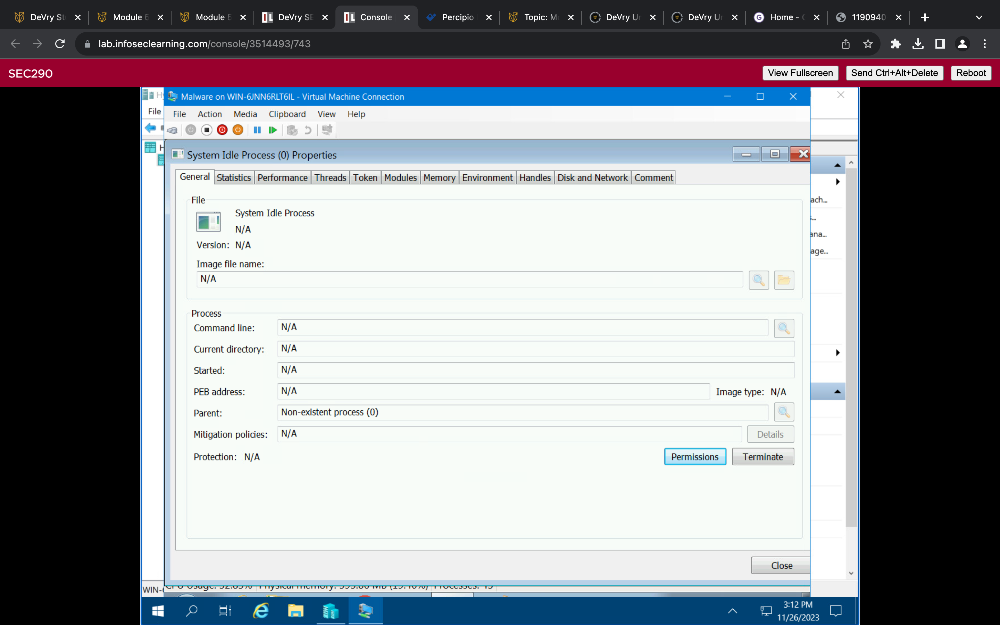 DeVry St
Module 5
Module 5
DeVry SE
Console
Percipio
Topic: Mo
DeVry Un
DeVry Un
Home - 
1190940
lab.infoseclearning.com/console/3514493/743
SEC290
View Fullscreen
Send Ctrl+Alt+Delete
Reboot
Malware on WIN-6JNN6RLT6IL - Virtual Machine Connection
File
File Action Media Clipboard View Help
System Idle Process (0) Properties
General Statistics Performance Threads Token Modules Memory Environment Handles Disk and Network Comment
File
System Idle Process
N/A
Version: N/A
Image file name:
N/A
Process
Command line: N/A
Current directory: N/A
Started: N/A
PEB address: N/A Image type: N/A
Parent: Non-existent process (0)
Mitigation policies: N/A Details
Protection: N/A Permissions Terminate
Close
ach...
s...
ana...
age...
WIN-
3:12 PM
11/26/2023